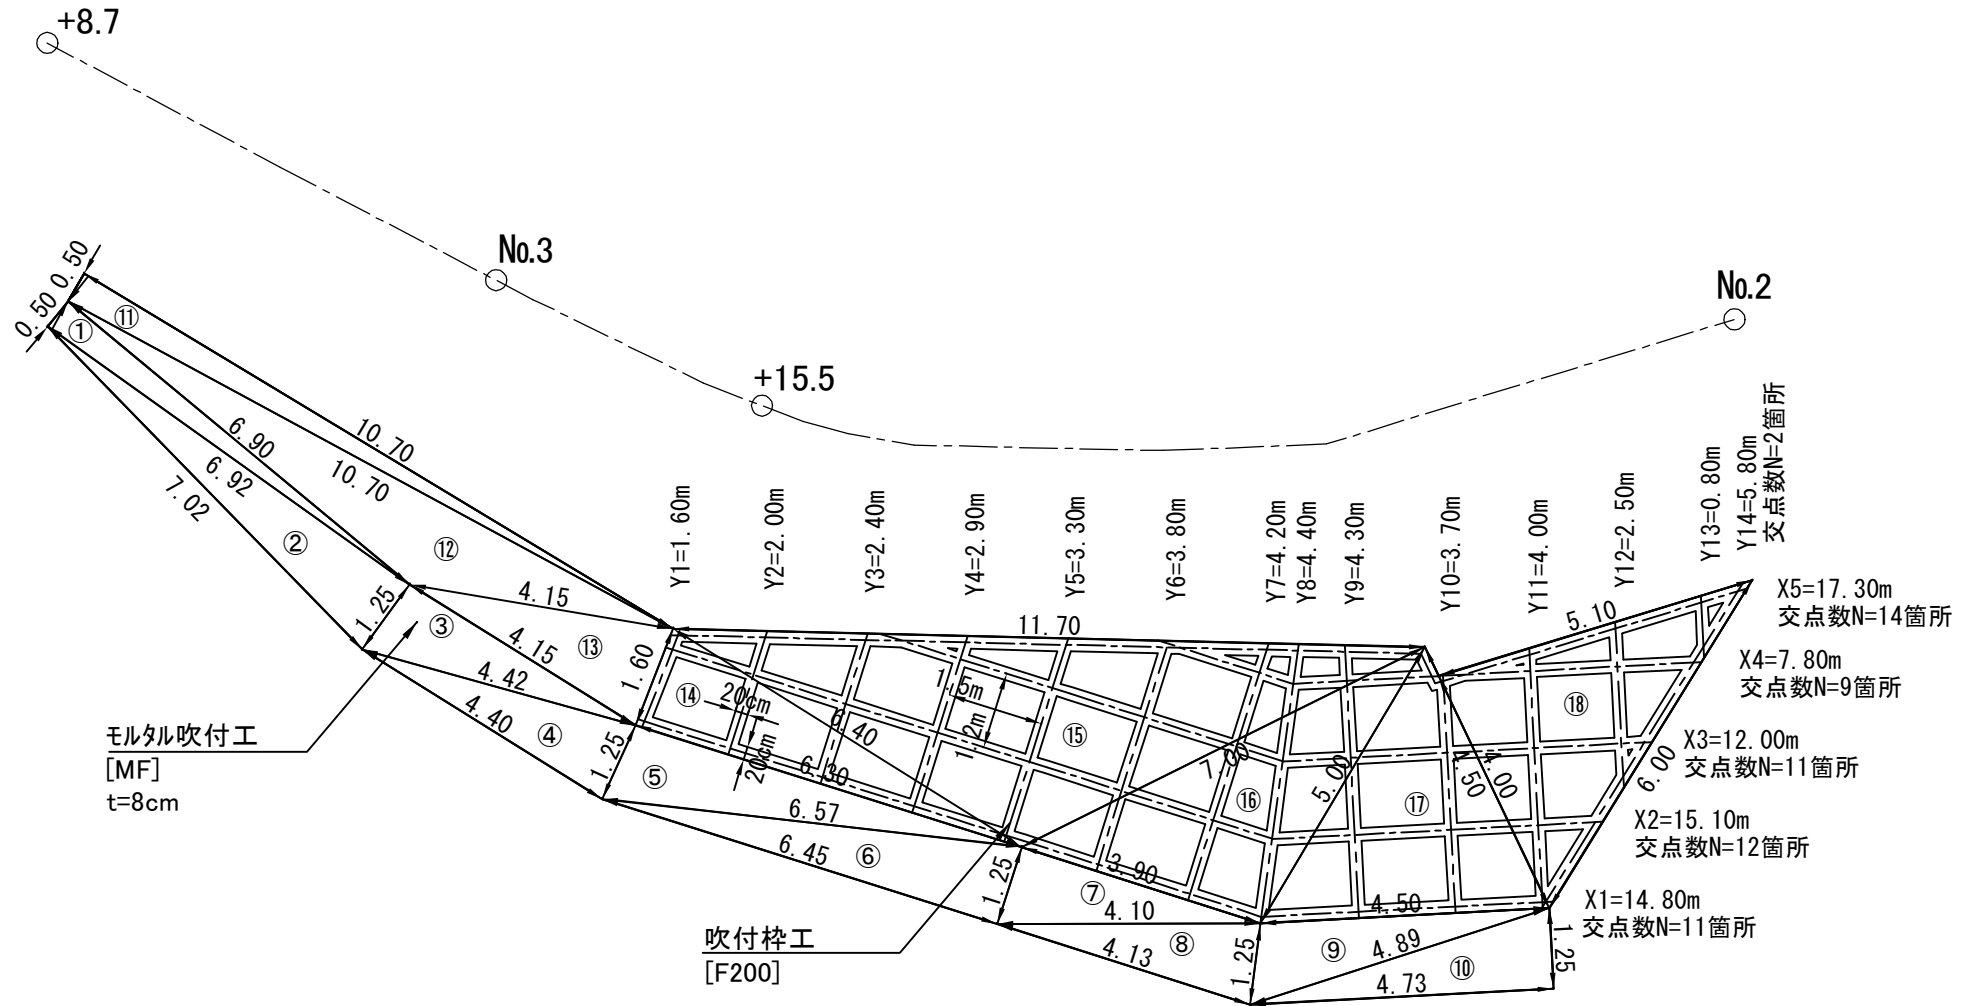 +8.7
No.3
No.2
+15.5
0.50
0.50
①
⑪
6.90
6.92
7.02
10.70
10.70
②
⑫
4.15
1.25
③
4.15
⑬
1.60
4.42
4.40
④
1.25
⑤
6.57
6.45
⑥
1.25
⑦
3.90
4.10
4.13
⑧
1.25
⑨
4.50
4.89
⑩
4.73
1.25
モルタル吹付工
[MF]
t=8cm
吹付枠工
[F200]
Y1=1.60m
Y2=2.00m
Y3=2.40m
Y4=2.90m
Y5=3.30m
Y6=3.80m
Y7=4.20m
Y8=4.40m
Y9=4.30m
Y10=3.70m
Y11=4.00m
Y12=2.50m
Y13=0.80m
Y14=5.80m
交点数N=2箇所
11.70
5.10
⑭
20cm
20cm
6.40
6.30
1.5m
1.2m
⑮
⑯
5.00
⑰
4.00
⑱
6.00
X5=17.30m
交点数N=14箇所
X4=7.80m
交点数N=9箇所
X3=12.00m
交点数N=11箇所
X2=15.10m
交点数N=12箇所
X1=14.80m
交点数N=11箇所